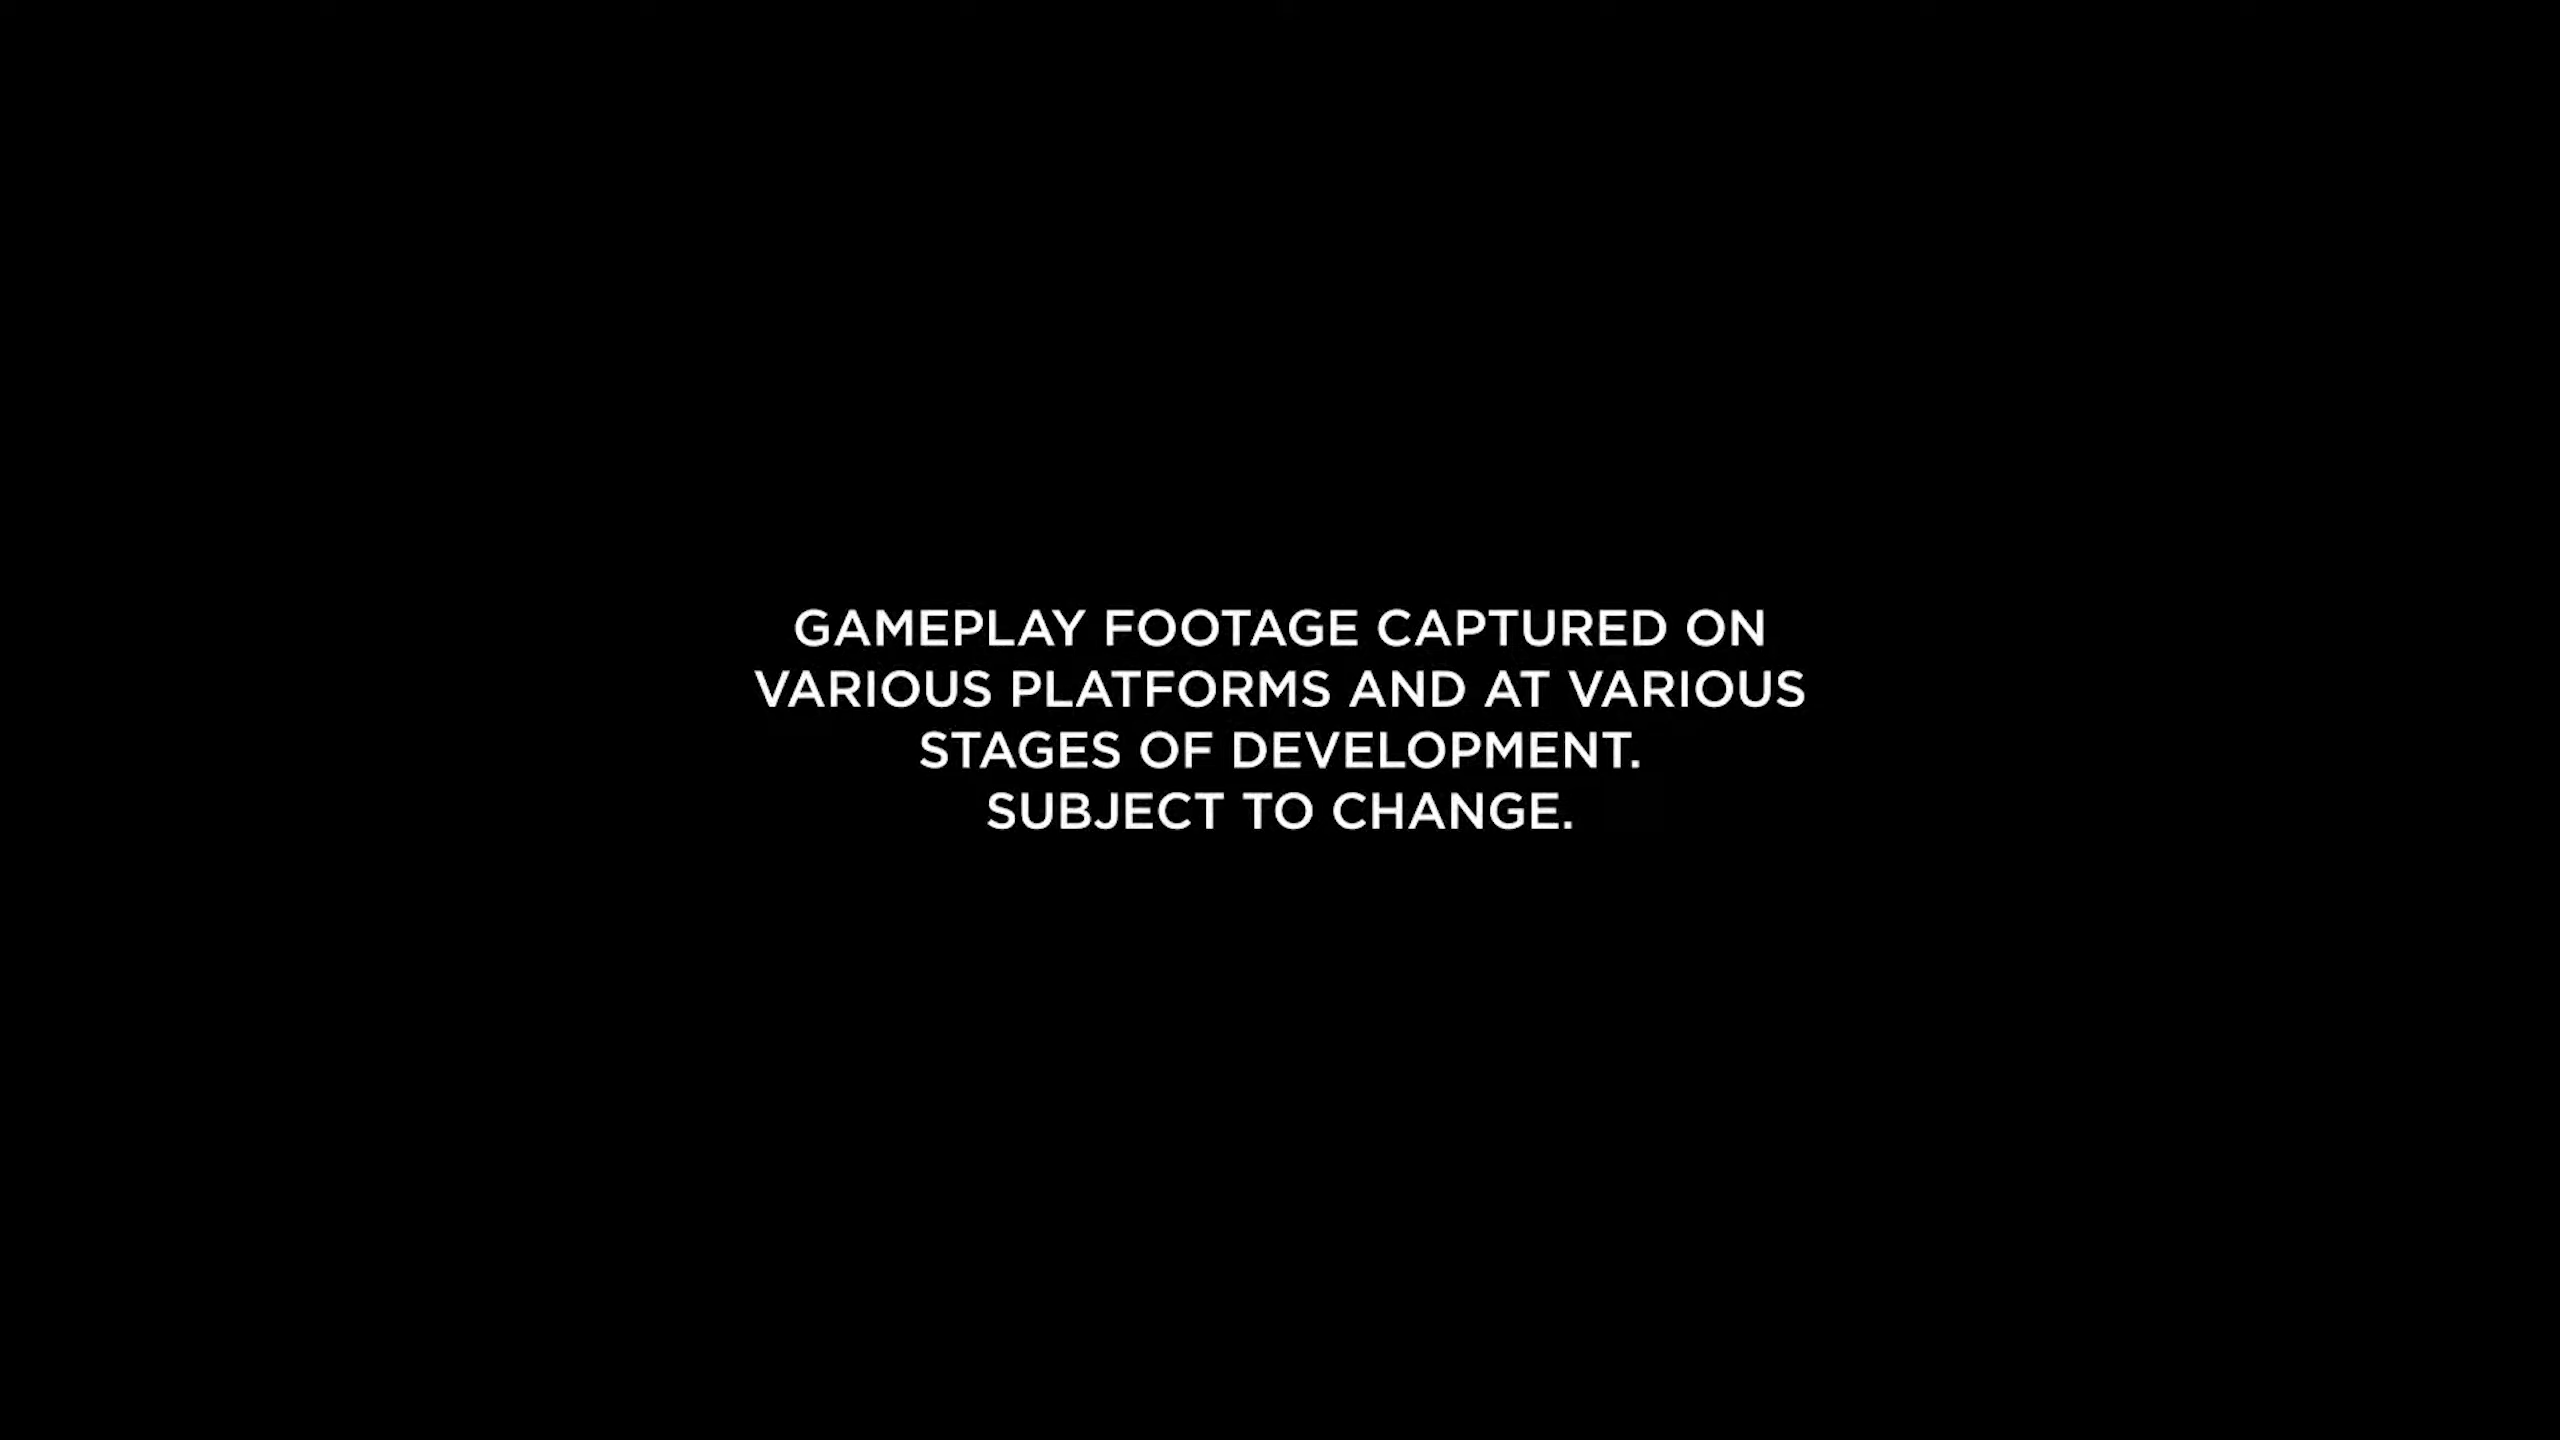 GAMEPLAY FOOTAGE CAPTURED ON
VARIOUS PLATFORMS AND AT VARIOUS
STAGES OF DEVELOPMENT.
SUBJECT TO CHANGE.